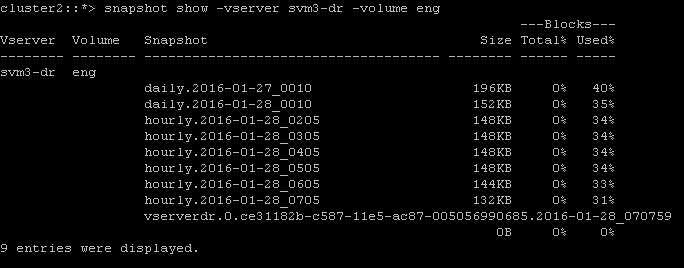 cluster2::*> snapshot show -vserver svm3-dr -volume eng
---Blocks---
Vserver Volume Snapshot Size Total% Used%
-------- -------- ------------------------------------- -------- ------ -----
svm3-dr eng
daily.2016-01-27_0010 196KB 0% 40%
daily.2016-01-28_0010 152KB 0% 35%
hourly.2016-01-28_0205 148KB 0% 34%
hourly.2016-01-28_0305 148KB 0% 34%
hourly.2016-01-28_0405 148KB 0% 34%
hourly.2016-01-28_0505 148KB 0% 34%
hourly.2016-01-28_0605 144KB 0% 33%
hourly.2016-01-28_0705 132KB 0% 31%
vserverdr.0.ce31182b-c587-11e5-ac87-005056990685.2016-01-28_070759
0B 0% 0%
9 entries were displayed.